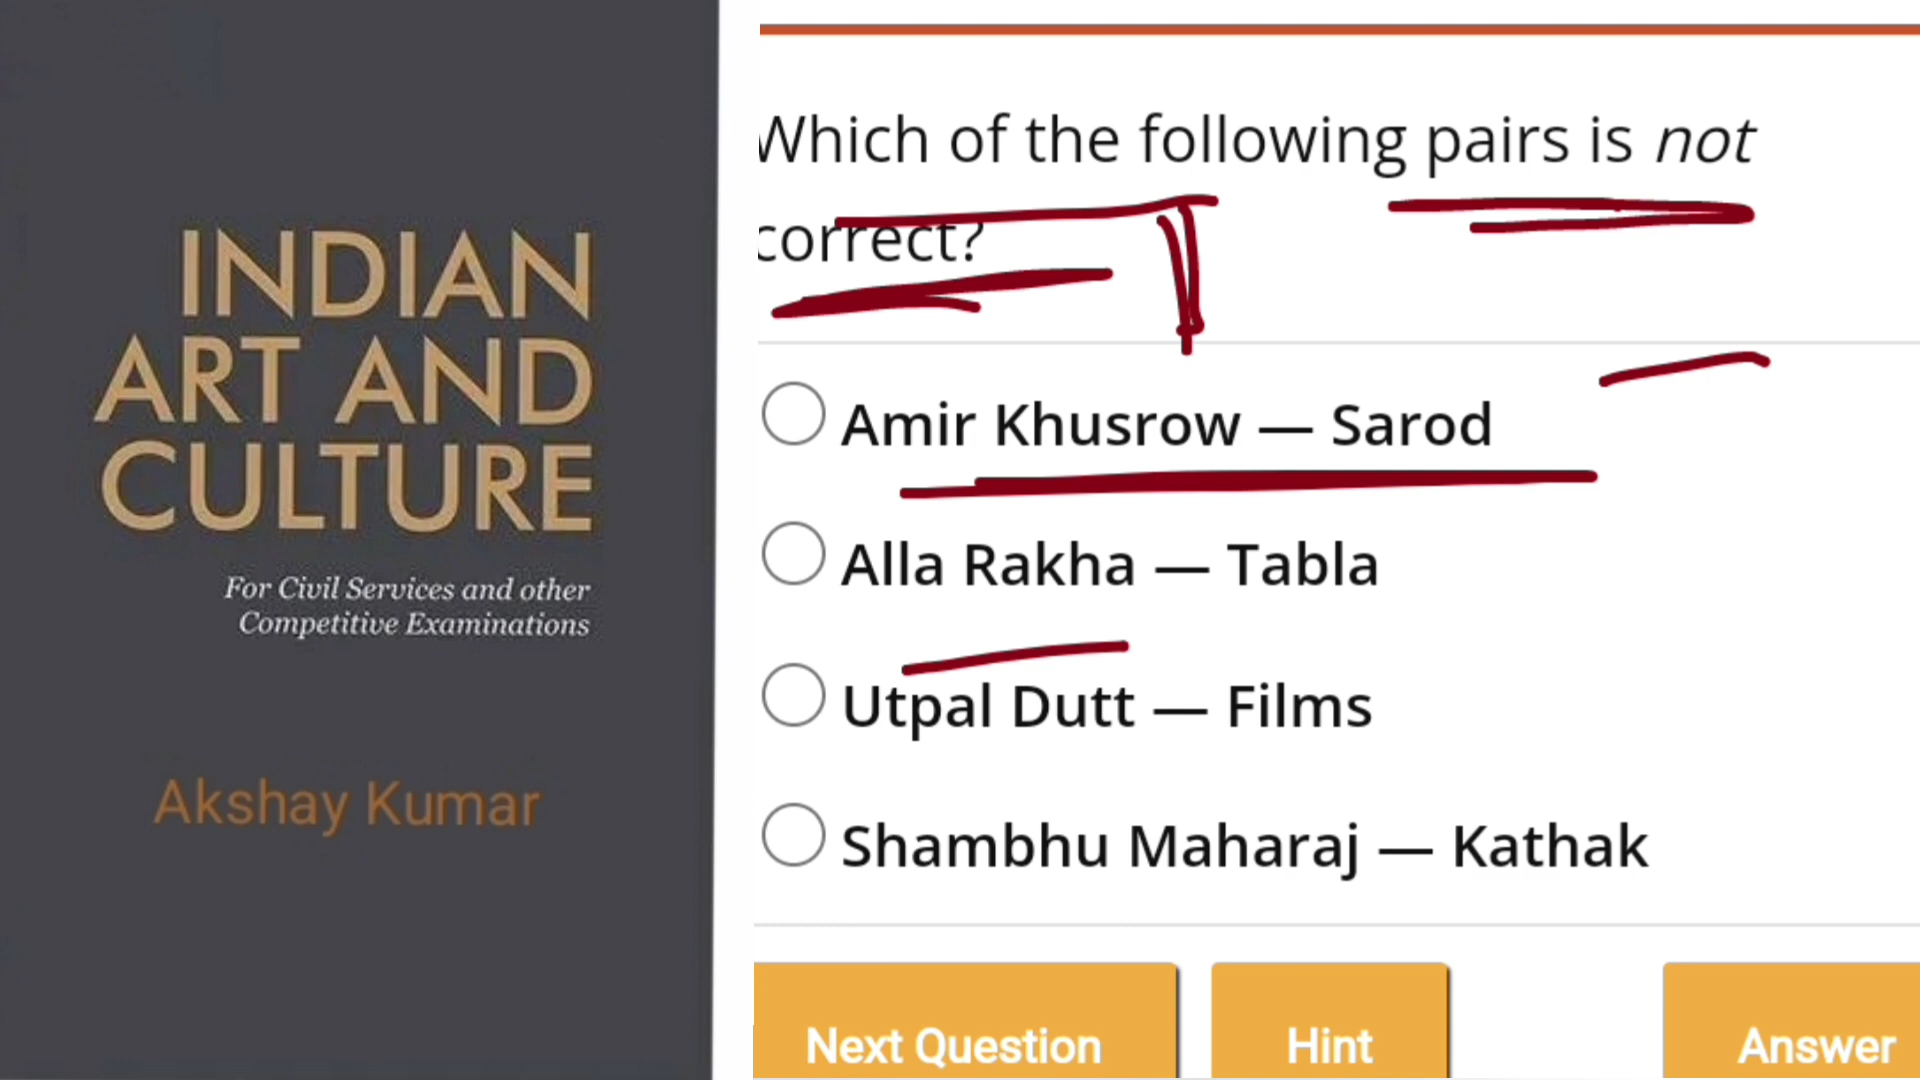 INDIAN
ART AND
CULTURE
For Civil Services and other
Competitive Examinations
Akshay Kumar
Which of the following pairs is not
correct?
Amir Khusrow — Sarod
Alla Rakha — Tabla
Utpal Dutt — Films
Shambhu Maharaj — Kathak
Next Question
Hint
Answer